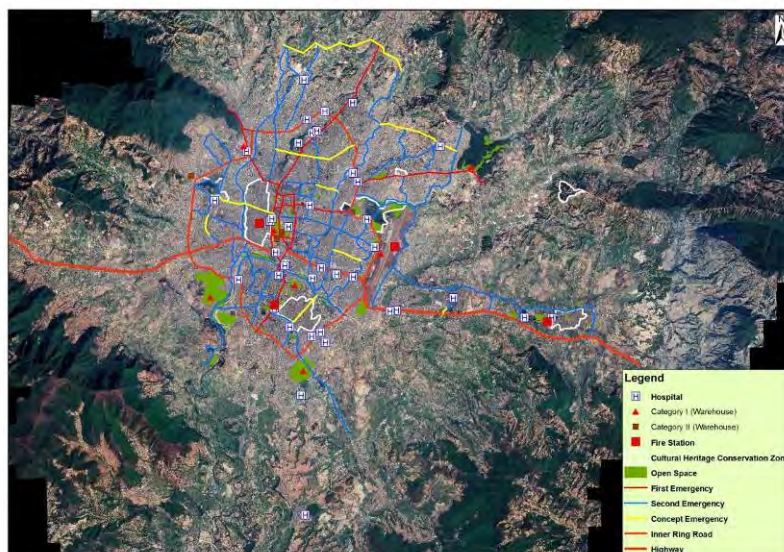 Legend
H Hospital
Category I (Warehouse)
Category II (Warehouse)
Fire Station
Cultural Heritage Conservation Zon
Open Space
First Emergency
Second Emergency
Concept Emergency
Inner Ring Road
Highway